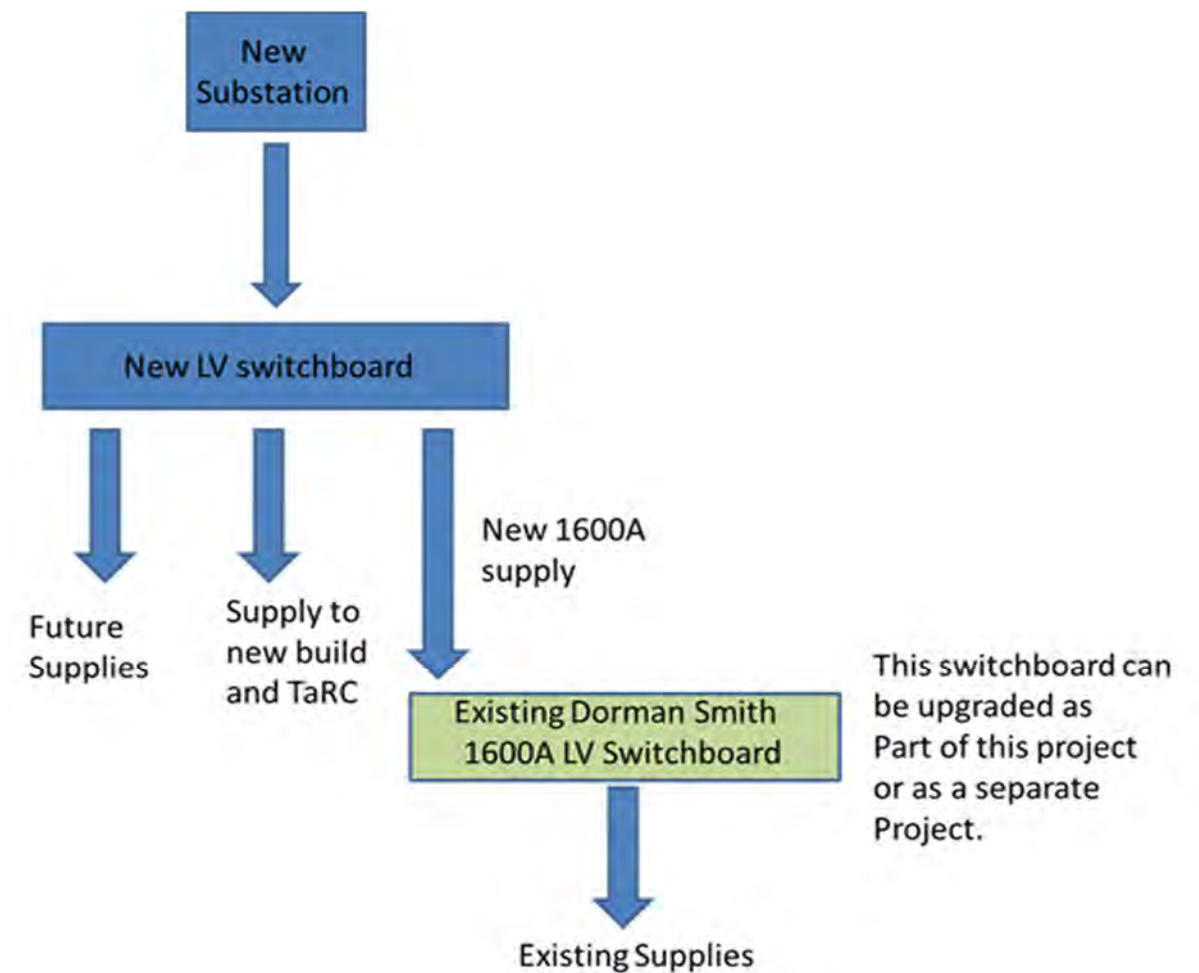 New
Substation
New LV switchboard
New 1600A
supply
Future
Supplies
Supply to
new build
and TaRC
Existing Dorman Smith
1600A LV Switchboard
This switchboard can
be upgraded as
Part of this project
or as a separate
Project.
Existing Supplies